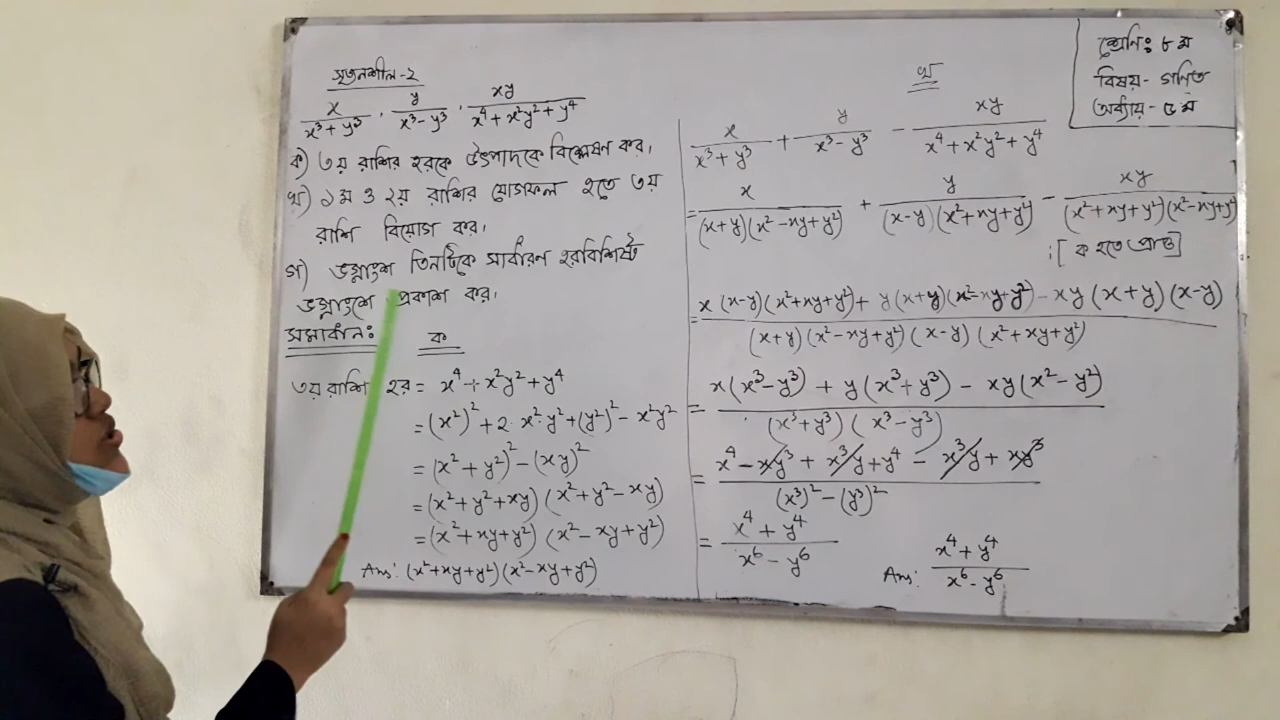 সৃজনশীল-২
x/(x³+y³), y/(x³-y³), xy/(x⁴+x²y²+y⁴)
ক) ৩য় রাশির হরকে উৎপাদকে বিশ্লেষণ কর।
খ) ১ম ও ২য় রাশির যোগফল হতে ৩য়
রাশি বিয়োগ কর।
গ) ভগ্নাংশ তিনটিকে সাধারণ হরবিশিষ্ট
ভগ্নাংশে প্রকাশ কর।
সমাধান:
ক
৩য় রাশি হর = x⁴ + x²y² + y⁴
= (x²)² + 2·x²·y² + (y²)² - x²y²
= (x² + y²)² - (xy)²
= (x² + y² + xy) (x² + y² - xy)
= (x² + xy + y²) (x² - xy + y²)
Ans: (x² + xy + y²)(x² - xy + y²)
খ
x/(x³+y³) + y/(x³-y³) - xy/(x⁴+x²y²+y⁴)
= x/((x+y)(x²-xy+y²)) + y/((x-y)(x²+xy+y²)) - xy/((x²+xy+y²)(x²-xy+y²))
;[ক হতে প্রাপ্ত]
= (x(x-y)(x²+xy+y²) + y(x+y)(x²-xy+y²) - xy(x+y)(x-y))/((x+y)(x²-xy+y²)(x-y)(x²+xy+y²))
= (x(x³-y³) + y(x³+y³) - xy(x²-y²))/((x³+y³)(x³-y³))
= (x⁴ - xy³ + x³y + y⁴ - x³y + xy³)/((x³)² - (y³)²)
= (x⁴+y⁴)/(x⁶-y⁶)
Ans: (x⁴+y⁴)/(x⁶-y⁶)
শ্রেণি: ৮ম
বিষয়- গণিত
অধ্যায়- ৫ম